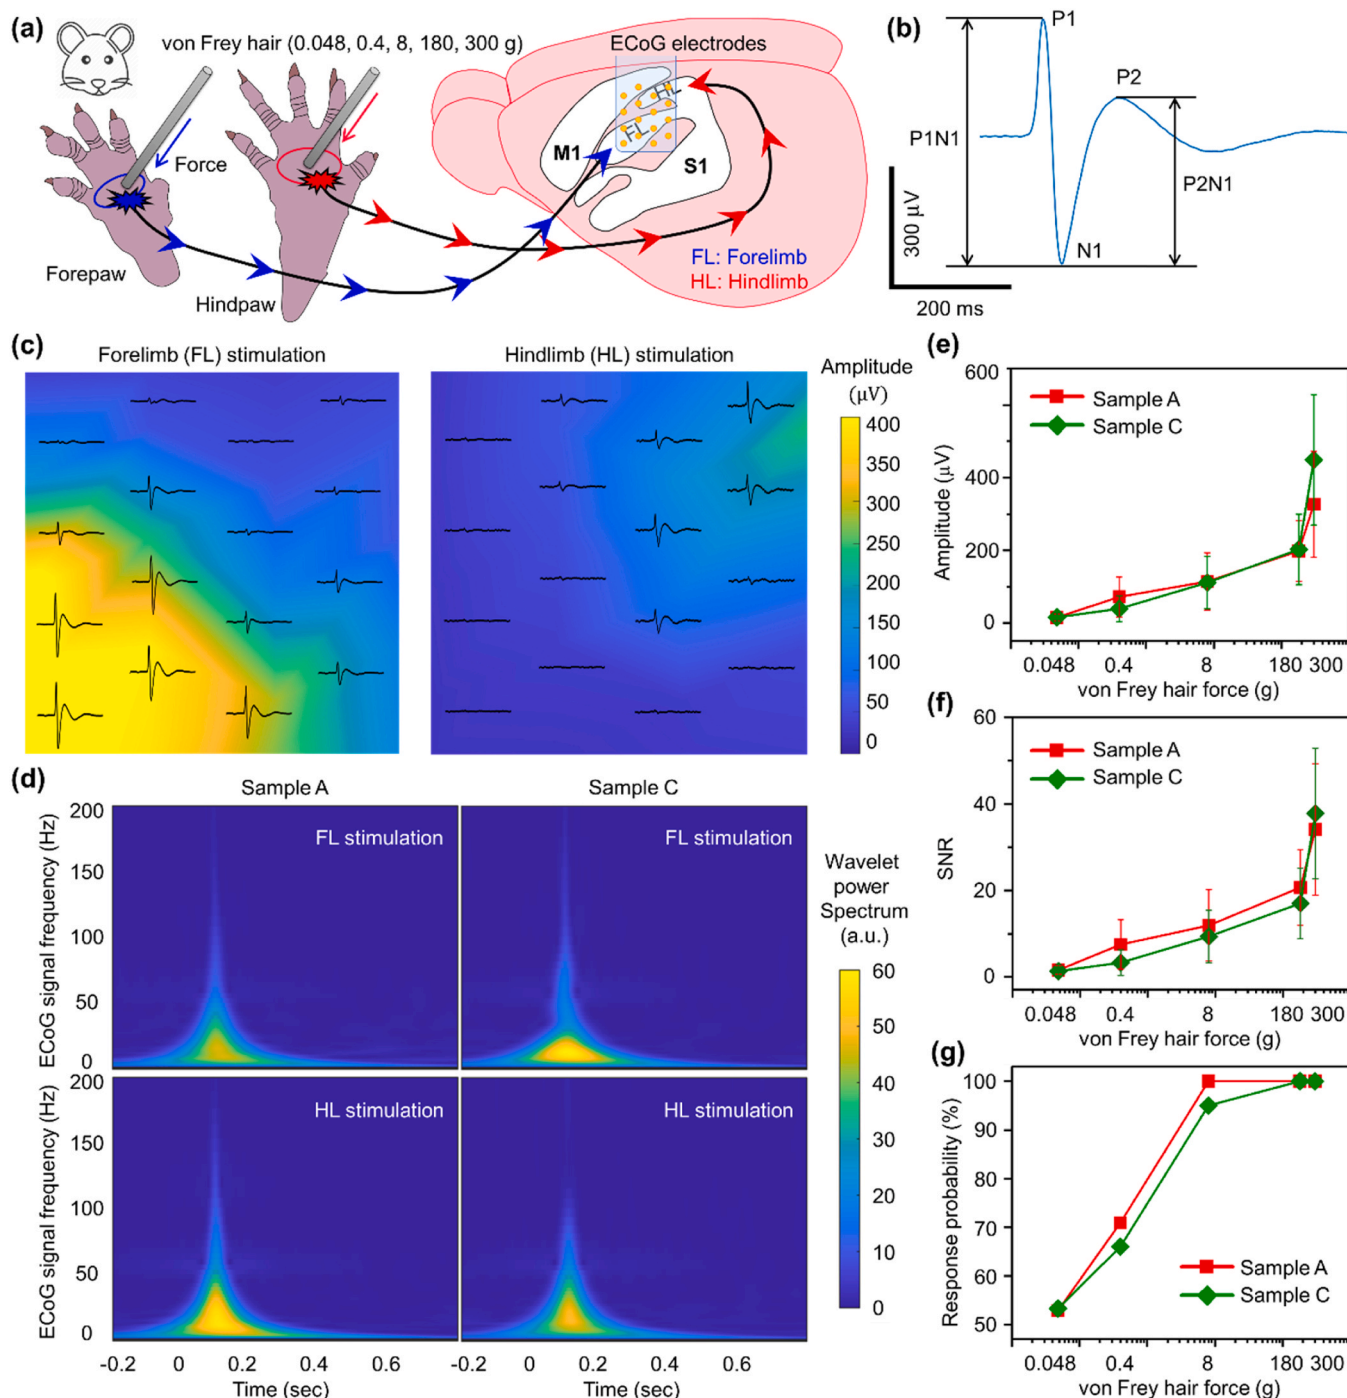 (a)
von Frey hair (0.048, 0.4, 8, 180, 300 g)
ECoG electrodes
HL
FL
M1
S1
Force
Forepaw
Hindpaw
FL: Forelimb
HL: Hindlimb
(b)
P1
P2
P1N1
P2N1
N1
300 μV
200 ms
(c)
Forelimb (FL) stimulation
Hindlimb (HL) stimulation
Amplitude
(μV)
400
350
300
250
200
150
100
50
0
(d)
Sample A
Sample C
FL stimulation
FL stimulation
HL stimulation
HL stimulation
ECoG signal frequency (Hz)
200
150
100
50
0
ECoG signal frequency (Hz)
200
150
100
50
0
-0.2 0 0.2 0.4 0.6
Time (sec)
-0.2 0 0.2 0.4 0.6
Time (sec)
Wavelet
power
Spectrum
(a.u.)
60
50
40
30
20
10
0
(e)
Amplitude (μV)
600
400
200
0
Sample A
Sample C
0.048 0.4 8 180 300
von Frey hair force (g)
(f)
SNR
60
40
20
0
Sample A
Sample C
0.048 0.4 8 180 300
von Frey hair force (g)
(g)
Response probability (%)
100
90
80
70
60
50
Sample A
Sample C
0.048 0.4 8 180 300
von Frey hair force (g)